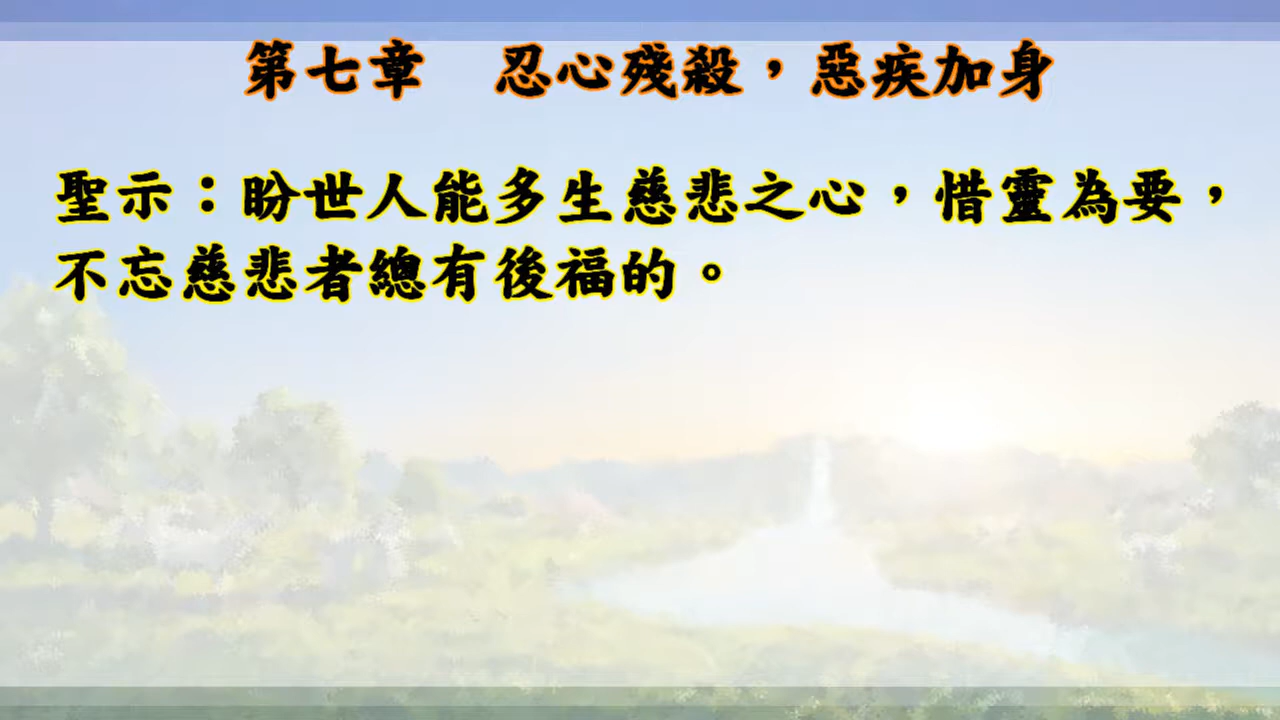 第七章　忍心殘殺，惡疾加身
聖示：盼世人能多生慈悲之心，惜靈為要，
不忘慈悲者總有後福的。